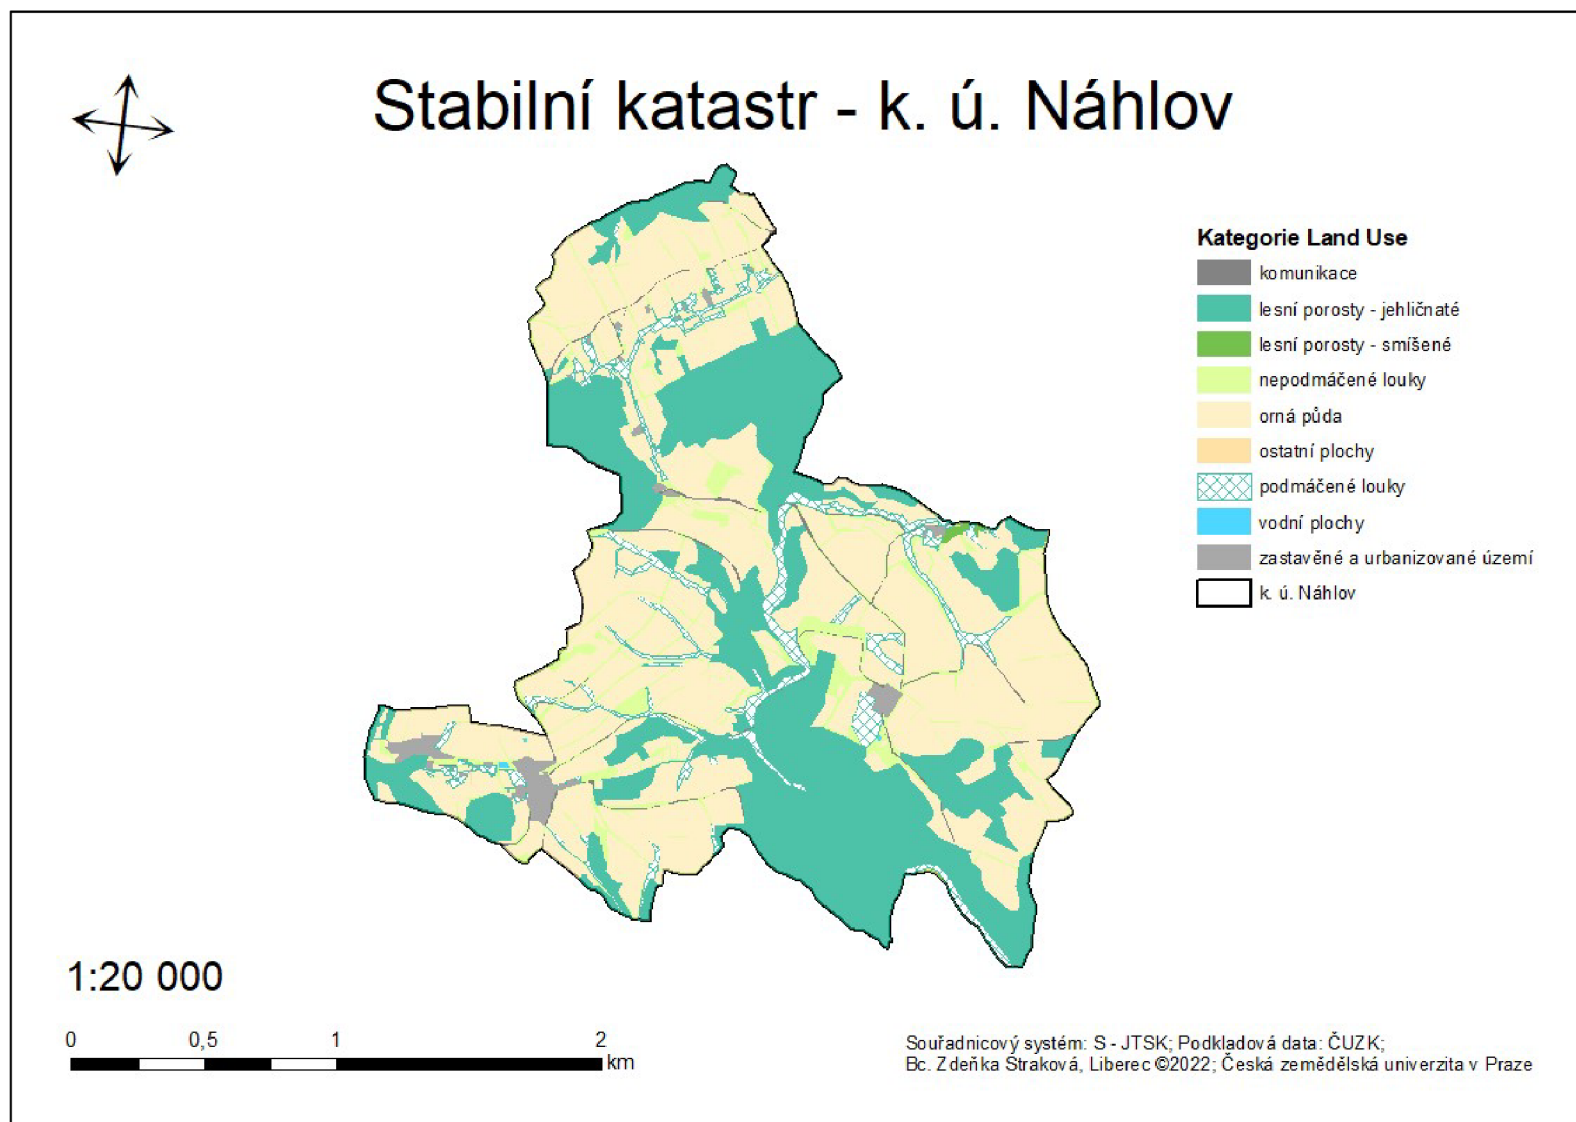 Stabilní katastr - k. ú. Náhlov
Kategorie Land Use
komunikace
lesní porosty - jehličnaté
lesní porosty - smíšené
nepodmáčené louky
orná půda
ostatní plochy
podmáčené louky
vodní plochy
zastavěné a urbanizované území
k. ú. Náhlov
1:20 000
0 0,5 1 2
km
Souřadnicový systém: S - JTSK; Podkladová data: ČUZK;
Bc. Zdeňka Straková, Liberec ©2022; Česká zemědělská univerzita v Praze